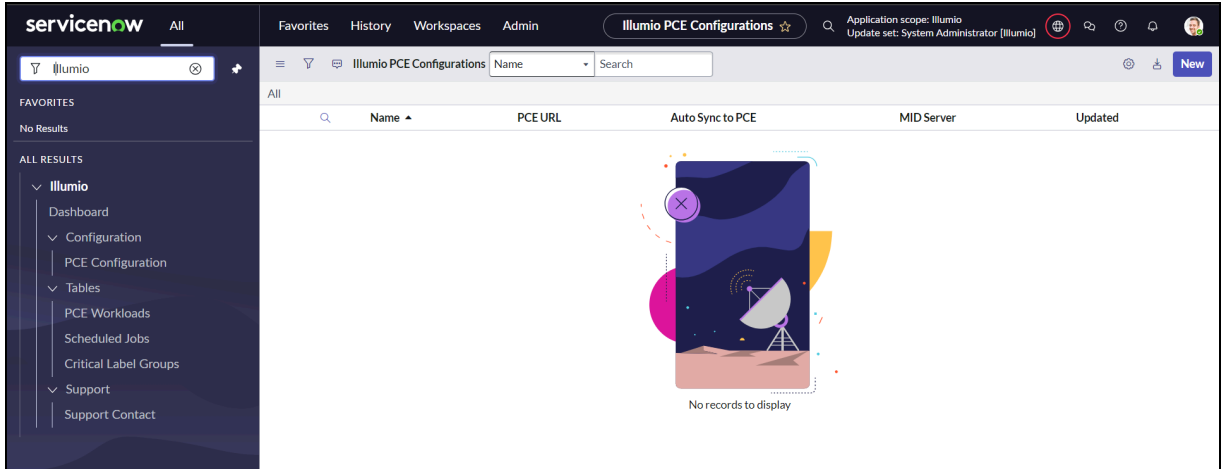 servicenow All Favorites History Workspaces Admin Illumio PCE Configurations Application scope: Illumio
Update set: System Administrator [Illumio]
Illumio
Illumio PCE Configurations Name Search New
All
FAVORITES
No Results
Name PCE URL Auto Sync to PCE MID Server Updated
ALL RESULTS
Illumio
Dashboard
Configuration
PCE Configuration
Tables
PCE Workloads
Scheduled Jobs
Critical Label Groups
Support
Support Contact
No records to display